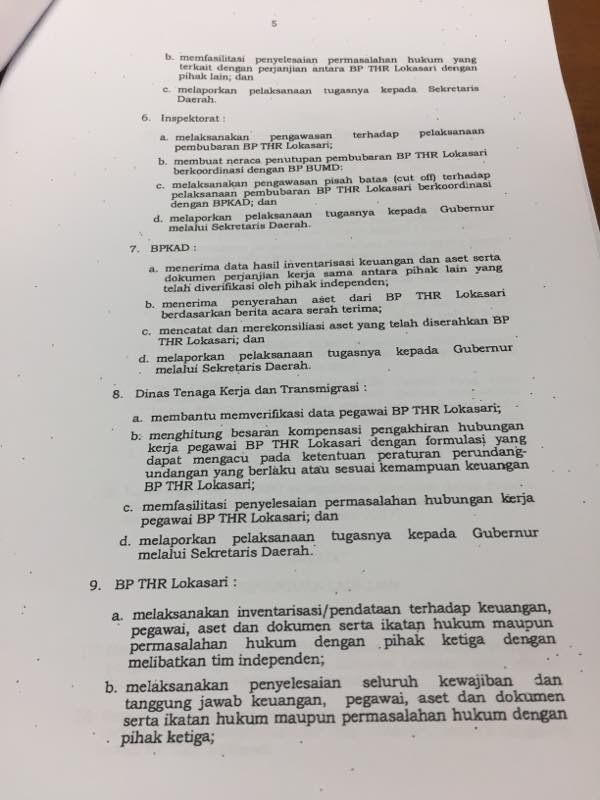 5
b. memfasilitasi penyelesaian permasalahan hukum yang
terkait dengan perjanjian antara BP THR Lokasari dengan
pihak lain; dan
c. melaporkan pelaksanaan tugasnya kepada Sekretaris
Daerah.
6. Inspektorat :
a. melaksanakan pengawasan terhadap pelaksanaan
pembubaran BP THR Lokasari;
b. membuat neraca penutupan pembubaran BP THR Lokasari
berkoordinasi dengan BP BUMD;
c. melaksanakan pengawasan pisah batas (cut off) terhadap
pelaksanaan pembubaran BP THR Lokasari berkoordinasi
dengan BPKAD; dan
d. melaporkan pelaksanaan tugasnya kepada Gubernur
melalui Sekretaris Daerah.
7. BPKAD :
a. menerima data hasil inventarisasi keuangan dan aset serta
dokumen perjanjian kerja sama antara pihak lain yang
telah diverifikasi oleh pihak independen;
b. menerima penyerahan aset dari BP THR Lokasari
berdasarkan berita acara serah terima;
c. mencatat dan merekonsiliasi aset yang telah diserahkan BP
THR Lokasari; dan
d. melaporkan pelaksanaan tugasnya kepada Gubernur
melalui Sekretaris Daerah.
8. Dinas Tenaga Kerja dan Transmigrasi :
a. membantu memverifikasi data pegawai BP THR Lokasari;
b. menghitung besaran kompensasi pengakhiran hubungan
kerja pegawai BP THR Lokasari dengan formulasi yang
dapat mengacu pada ketentuan peraturan perundang-
undangan yang berlaku atau sesuai kemampuan keuangan
BP THR Lokasari;
c. memfasilitasi penyelesaian permasalahan hubungan kerja
pegawai BP THR Lokasari; dan
d. melaporkan pelaksanaan tugasnya kepada Gubernur
melalui Sekretaris Daerah.
9. BP THR Lokasari :
a. melaksanakan inventarisasi/pendataan terhadap keuangan,
pegawai, aset dan dokumen serta ikatan hukum maupun
permasalahan hukum dengan pihak ketiga dengan
melibatkan tim independen;
b. melaksanakan penyelesaian seluruh kewajiban dan
tanggung jawab keuangan, pegawai, aset dan dokumen
serta ikatan hukum maupun permasalahan hukum dengan
pihak ketiga;